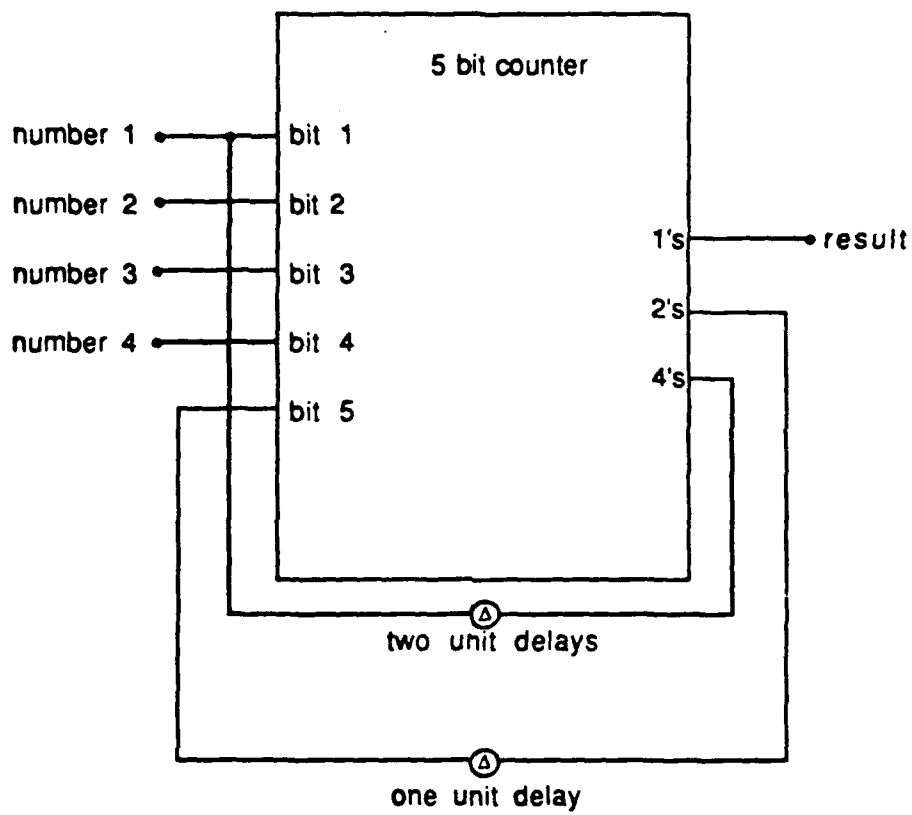 5 bit counter
number 1
bit 1
number 2
bit 2
number 3
bit 3
number 4
bit 4
bit 5
1's
result
2's
4's
Δ
two unit delays
Δ
one unit delay